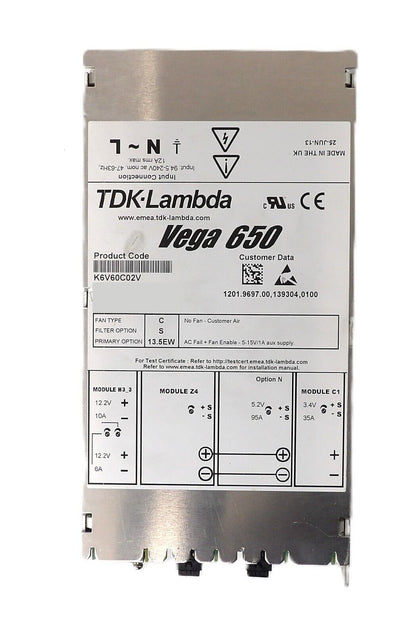 Input Connection
Input: 94.5-240V ac nom. 47-63Hz,
12A rms max
N ~ L
25-JUN-13
MADE IN THE UK
TDK·Lambda
www.emea.tdk-lambda.com
c RU us CE
Vega 650
Product Code
K6V60C02V
Customer Data
1201.9697.00,139304,0100
FAN TYPE C No Fan - Customer Air
FILTER OPTION S
PRIMARY OPTION 13.5EW AC Fail + Fan Enable - 5-15V/1A aux supply.
For Test Certificate : Refer to http://testcert.emea.tdk-lambda.com
Refer to www.emea.tdk-lambda.com for installation manual.
MODULE N3_2
12.2V +
10A −
12.2V +
6A −
MODULE Z4
+ S
- S
+
−
Option N
5.2V + S
95A - S
+
−
MODULE C1
3.4V + S
35A - S
+
−